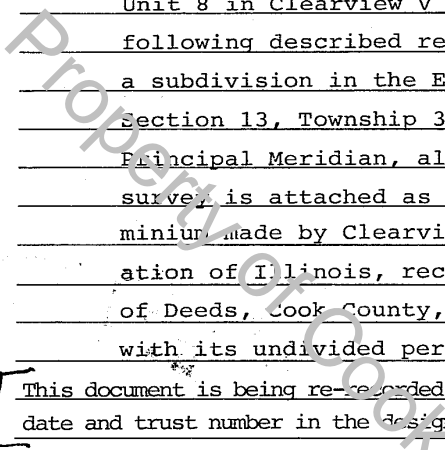 Unit 8 in Clearview V
following described re
a subdivision in the E
Section 13, Township 3
Principal Meridian, al
survey is attached as
minium made by Clearvi
ation of Illinois, rec
of Deeds, Cook County,
with its undivided per
This document is being re-recorded
date and trust number in the desig
Property of Cook